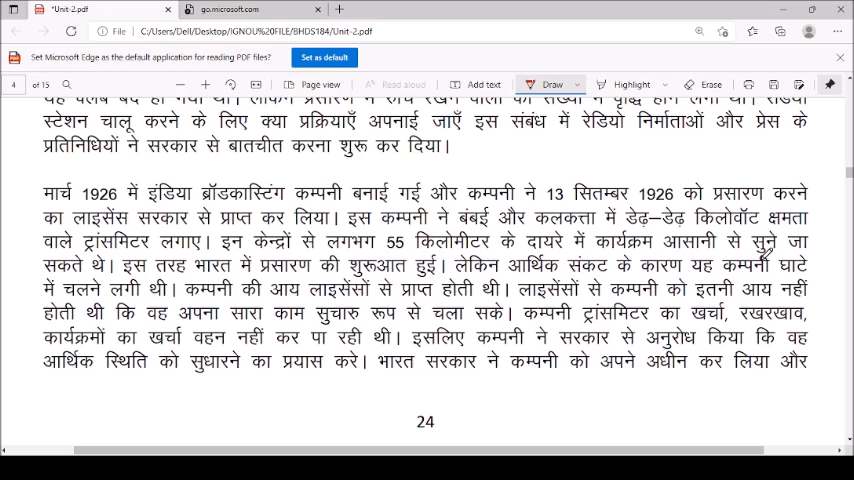 *Unit-2.pdf
go.microsoft.com
File
C:/Users/Dell/Desktop/IGNOU%20FILE/BHDS184/Unit-2.pdf
Set Microsoft Edge as the default application for reading PDF files?
Set as default
4 of 15
Page view
Read aloud
Add text
Draw
Highlight
Erase
यह क्लब बंद हो गया था। लेकिन प्रसारण में रुचि रखने वालों की संख्या में वृद्धि होने लगी थी। रेडियो
स्टेशन चालू करने के लिए क्या प्रक्रियाएँ अपनाई जाएँ इस संबंध में रेडियो निर्माताओं और प्रेस के
प्रतिनिधियों ने सरकार से बातचीत करना शुरू कर दिया।
मार्च 1926 में इंडिया ब्रॉडकास्टिंग कम्पनी बनाई गई और कम्पनी ने 13 सितम्बर 1926 को प्रसारण करने
का लाइसेंस सरकार से प्राप्त कर लिया। इस कम्पनी ने बंबई और कलकत्ता में डेढ़–डेढ़ किलोवॉट क्षमता
वाले ट्रांसमिटर लगाए। इन केन्द्रों से लगभग 55 किलोमीटर के दायरे में कार्यक्रम आसानी से सुने जा
सकते थे। इस तरह भारत में प्रसारण की शुरूआत हुई। लेकिन आर्थिक संकट के कारण यह कम्पनी घाटे
में चलने लगी थी। कम्पनी की आय लाइसेंसों से प्राप्त होती थी। लाइसेंसों से कम्पनी को इतनी आय नहीं
होती थी कि वह अपना सारा काम सुचारु रूप से चला सके। कम्पनी ट्रांसमिटर का खर्चा, रखरखाव,
कार्यक्रमों का खर्चा वहन नहीं कर पा रही थी। इसलिए कम्पनी ने सरकार से अनुरोध किया कि वह
आर्थिक स्थिति को सुधारने का प्रयास करे। भारत सरकार ने कम्पनी को अपने अधीन कर लिया और
24